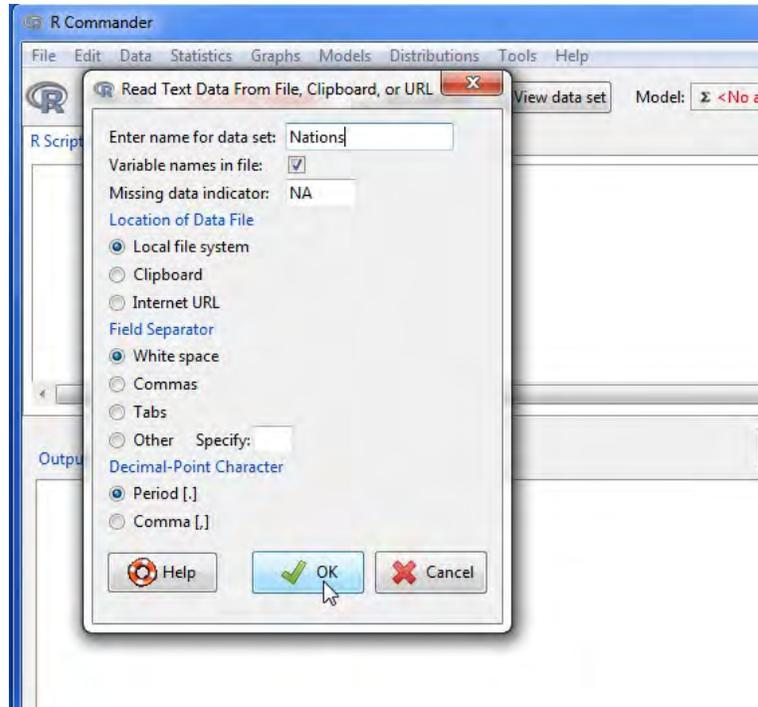 R Commander
File Edit Data Statistics Graphs Models Distributions Tools Help
R Read Text Data From File, Clipboard, or URL X
R View data set Model: Σ <No a
R Script
Enter name for data set: Nations
Variable names in file:
Missing data indicator: NA
Location of Data File
Local file system
Clipboard
Internet URL
Field Separator
White space
Commas
Tabs
Other Specify:
Outpu
Decimal-Point Character
Period [.]
Comma [,]
Help OK Cancel